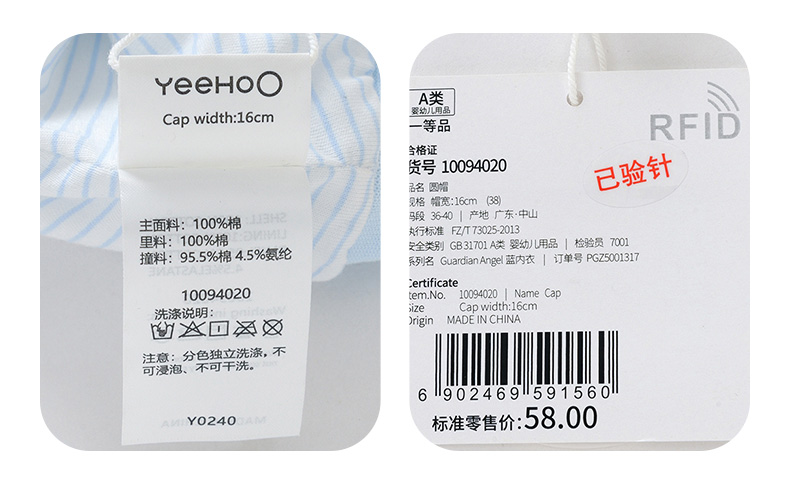 YeeHoO
Cap width:16cm
主面料：100%棉
里料：100%棉
撞料：95.5%棉 4.5%氨纶
10094020
洗涤说明：
注意：分色独立洗涤，不
可浸泡、不可干洗。
Y0240
A类
婴幼儿用品
一等品
合格证
货号 10094020
品名 圆帽
规格 帽宽:16cm (38)
码段 36-40 | 产地 广东·中山
执行标准 FZ/T 73025-2013
安全类别 GB 31701 A类 婴幼儿用品 | 检验员 7001
系列名 Guardian Angel 蓝内衣 | 订单号 PGZ5001317
RFID
已验针
Certificate
Item.No. 10094020 | Name Cap
Size Cap width:16cm
Origin MADE IN CHINA
6 902469 591560
标准零售价:58.00